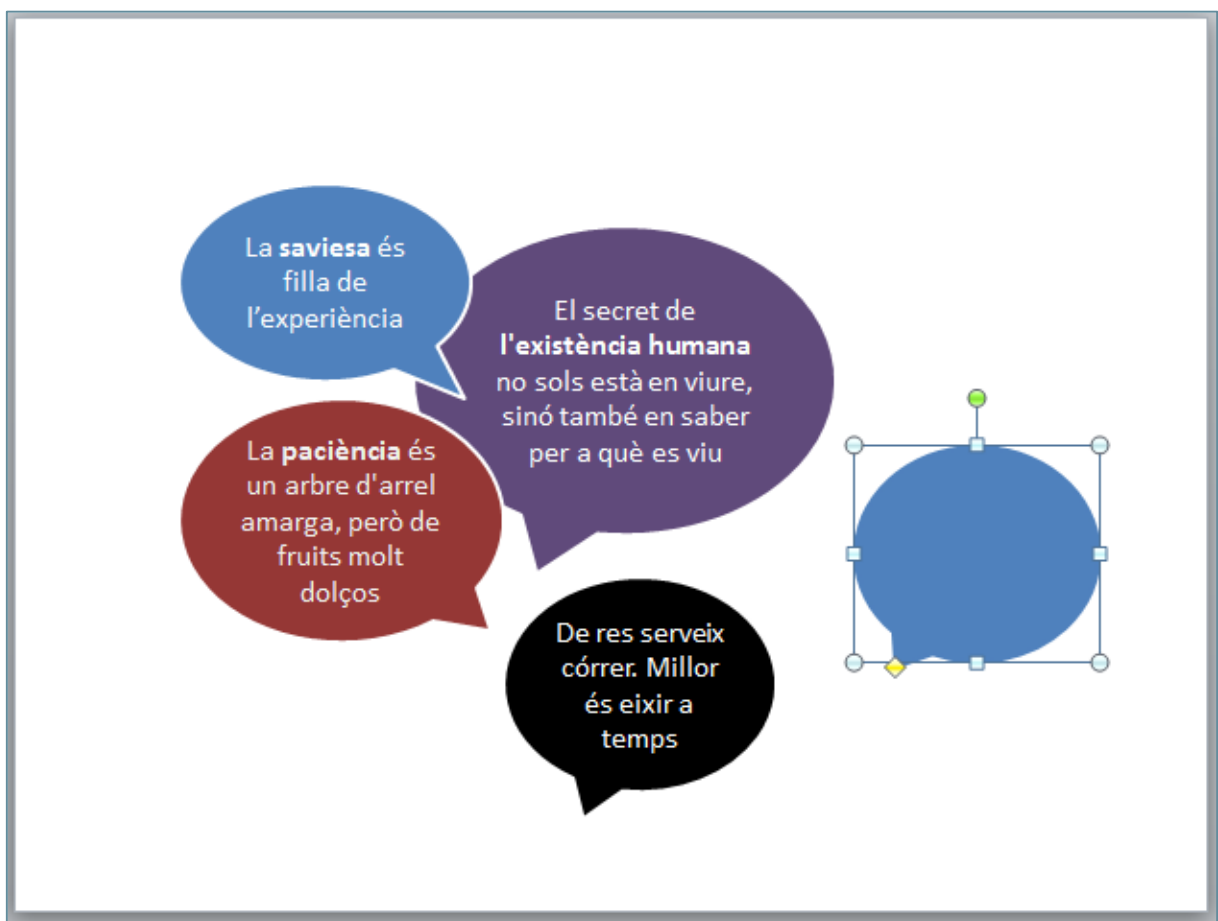 La saviesa és
filla de
l’experiència
El secret de
l'existència humana
no sols està en viure,
sinó també en saber
per a què es viu
La paciència és
un arbre d'arrel
amarga, però de
fruits molt
dolços
De res serveix
córrer. Millor
és eixir a
temps